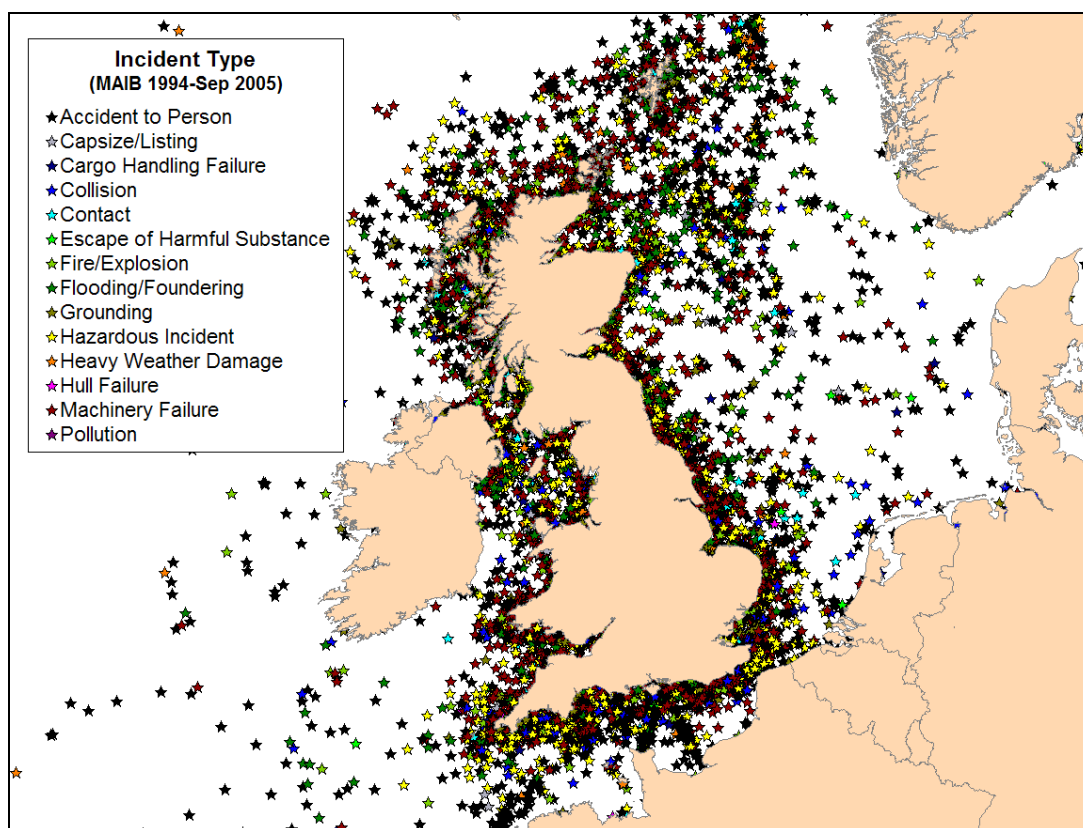 Incident Type
(MAIB 1994-Sep 2005)
Accident to Person
Capsize/Listing
Cargo Handling Failure
Collision
Contact
Escape of Harmful Substance
Fire/Explosion
Flooding/Foundering
Grounding
Hazardous Incident
Heavy Weather Damage
Hull Failure
Machinery Failure
Pollution